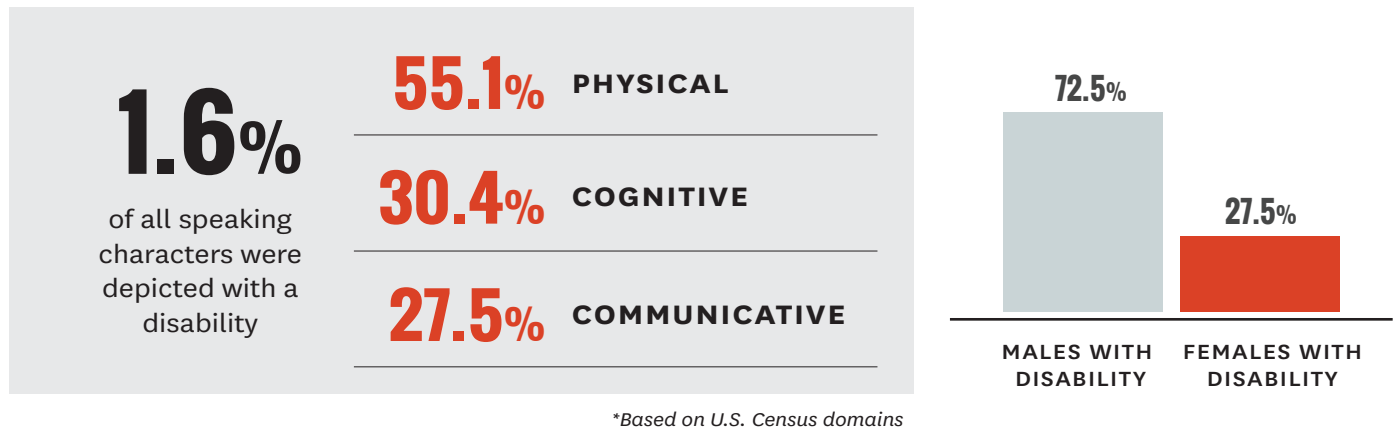 1.6%
of all speaking
characters were
depicted with a
disability
55.1% PHYSICAL
30.4% COGNITIVE
27.5% COMMUNICATIVE
*Based on U.S. Census domains
72.5%
27.5%
MALES WITH
DISABILITY
FEMALES WITH
DISABILITY